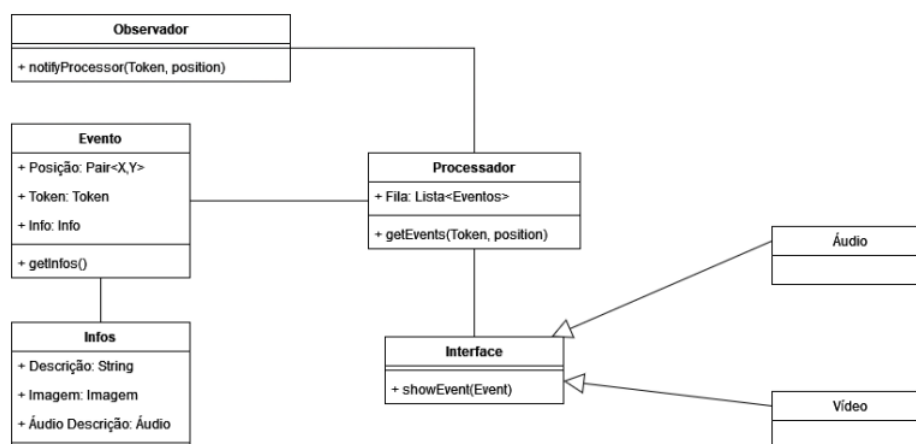 Observador
+ notifyProcessor(Token, position)
Evento
+ Posição: Pair<X,Y>
+ Token: Token
+ Info: Info
+ getInfos()
Processador
+ Fila: Lista<Eventos>
+ getEvents(Token, position)
Áudio
Infos
+ Descrição: String
+ Imagem: Imagem
+ Áudio Descrição: Áudio
Interface
+ showEvent(Event)
Vídeo